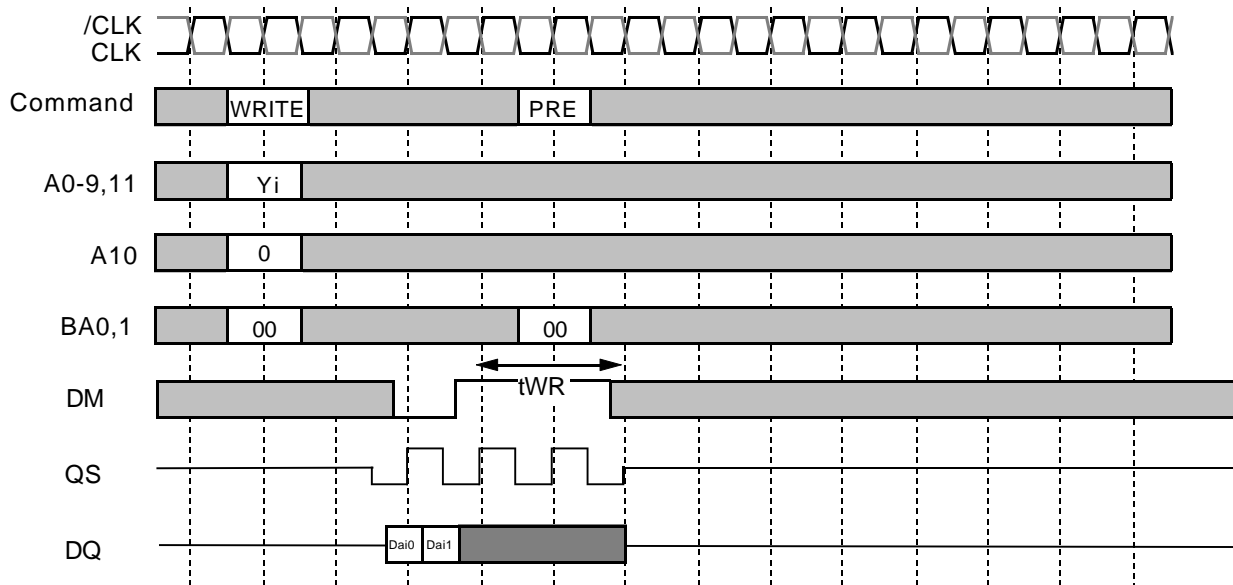 /CLK
CLK
Command WRITE PRE
A0-9,11 Yi
A10 0
BA0,1 00 00
DM tWR
QS
DQ Dai0 Dai1